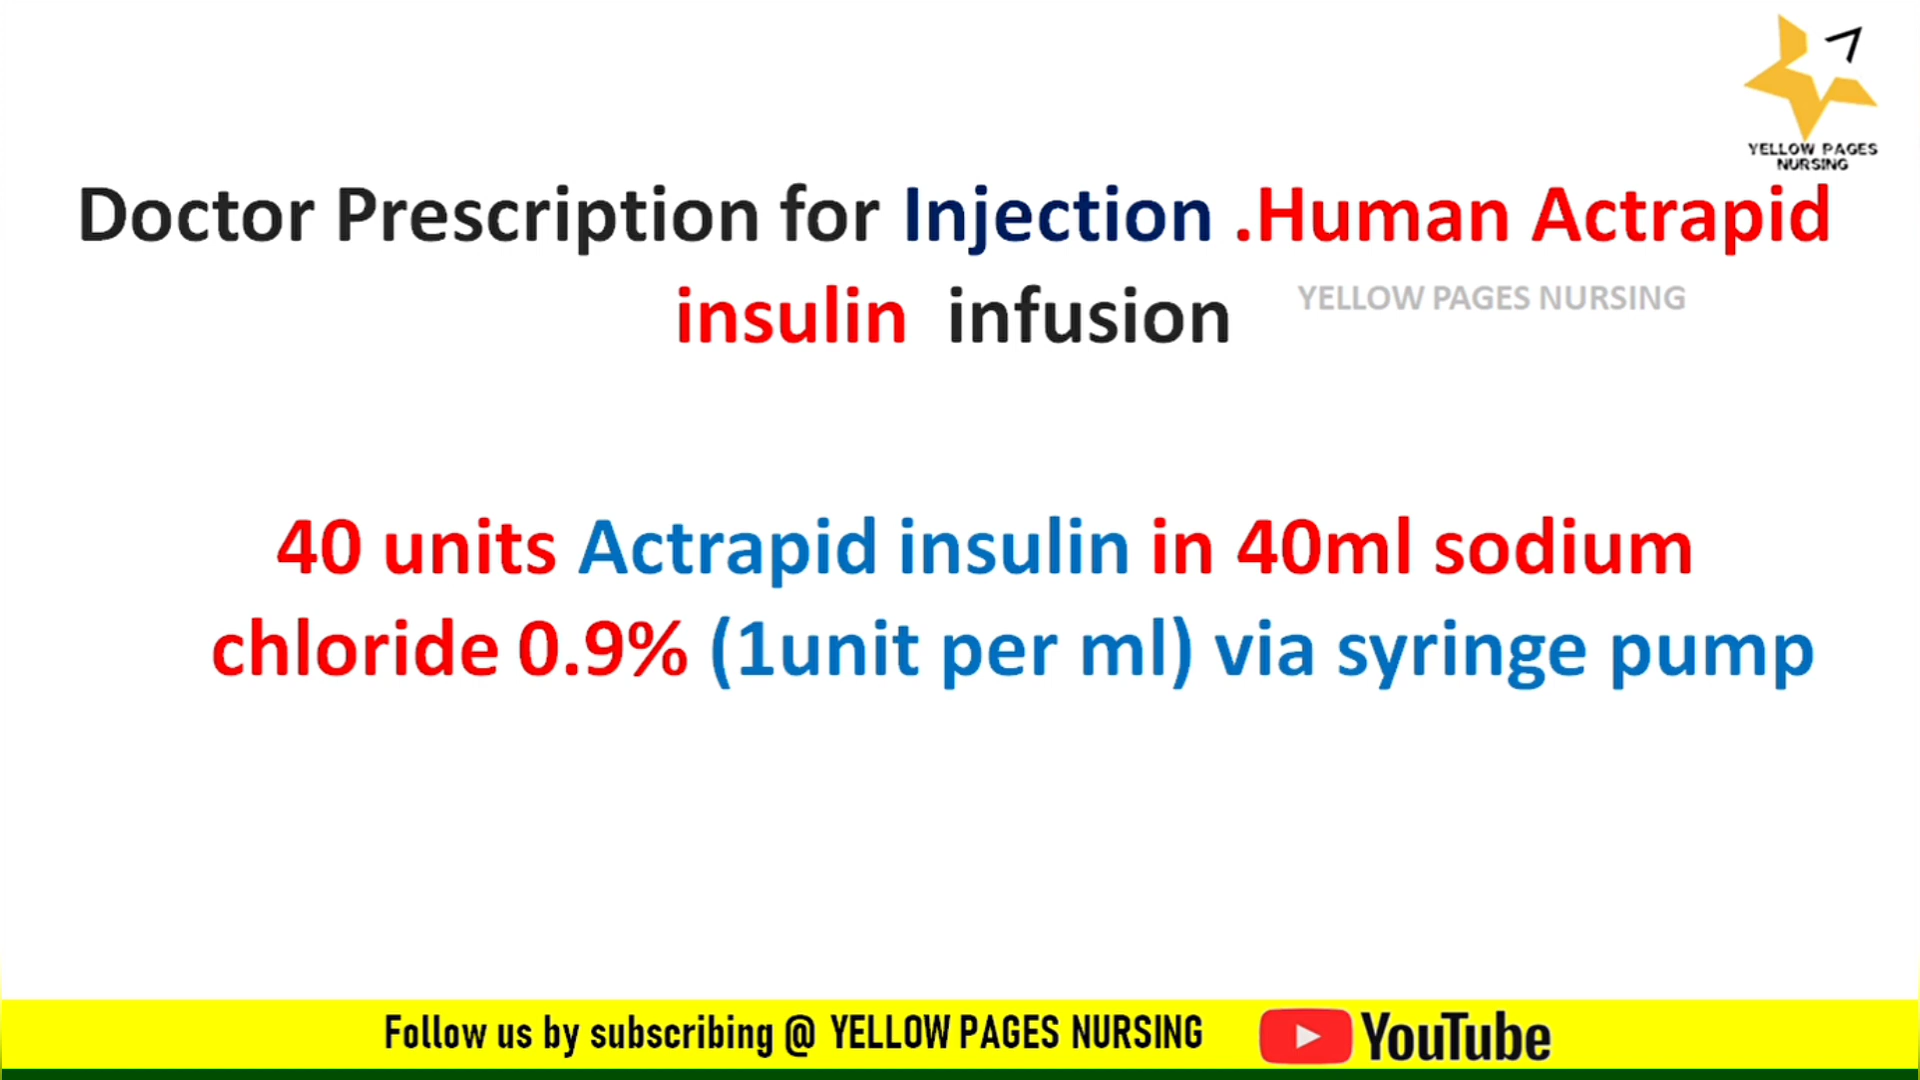 YELLOW PAGES
NURSING
Doctor Prescription for Injection .Human Actrapid
insulin infusion
YELLOW PAGES NURSING
40 units Actrapid insulin in 40ml sodium
chloride 0.9% (1unit per ml) via syringe pump
Follow us by subscribing @ YELLOW PAGES NURSING
YouTube